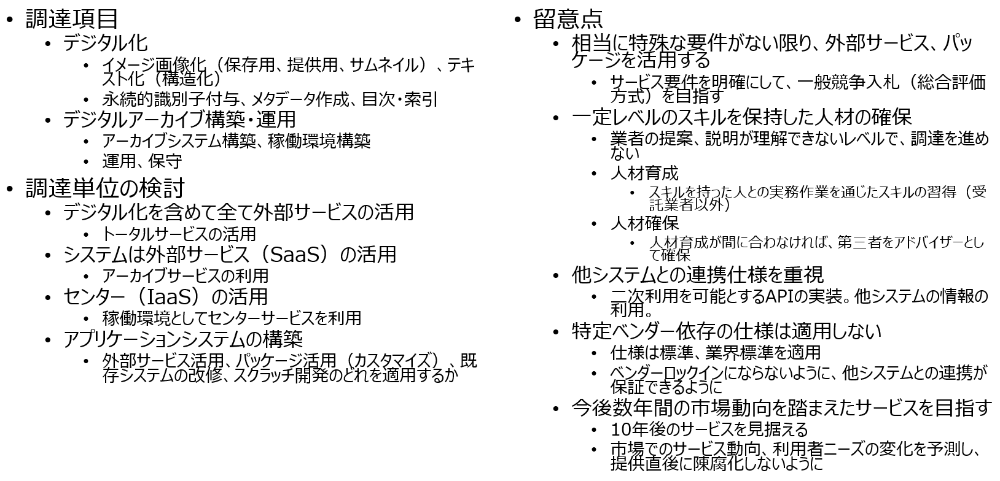 • 調達項目
• デジタル化
• イメージ画像化（保存用、提供用、サムネイル）、テキ
スト化（構造化）
• 永続的識別子付与、メタデータ作成、目次・索引
• デジタルアーカイブ構築・運用
• アーカイブシステム構築、稼働環境構築
• 運用、保守
• 調達単位の検討
• デジタル化を含めて全て外部サービスの活用
• トータルサービスの活用
• システムは外部サービス（SaaS）の活用
• アーカイブサービスの利用
• センター（IaaS）の活用
• 稼働環境としてセンターサービスを利用
• アプリケーションシステムの構築
• 外部サービス活用、パッケージ活用（カスタマイズ）、既
存システムの改修、スクラッチ開発のどれを適用するか
• 留意点
• 相当に特殊な要件がない限り、外部サービス、パッ
ケージを活用する
• サービス要件を明確にして、一般競争入札（総合評価
方式）を目指す
• 一定レベルのスキルを保持した人材の確保
• 業者の提案、説明が理解できないレベルで、調達を進め
ない
• 人材育成
• スキルを持った人との実務作業を通じたスキルの習得（受
託業者以外）
• 人材確保
• 人材育成が間に合わなければ、第三者をアドバイザーとし
て確保
• 他システムとの連携仕様を重視
• 二次利用を可能とするAPIの実装。他システムの情報の
利用。
• 特定ベンダー依存の仕様は適用しない
• 仕様は標準、業界標準を適用
• ベンダーロックインにならないように、他システムとの連携が
保証できるように
• 今後数年間の市場動向を踏まえたサービスを目指す
• 10年後のサービスを見据える
• 市場でのサービス動向、利用者ニーズの変化を予測し、
提供直後に陳腐化しないように